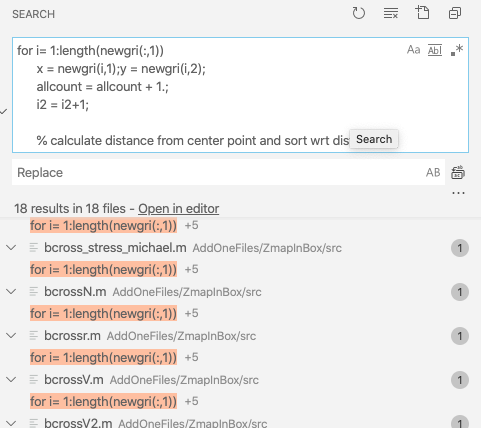 SEARCH
for i= 1:length(newgri(:,1))
Aa Abl .*
x = newgri(i,1);y = newgri(i,2);
allcount = allcount + 1.;
i2 = i2+1;
% calculate distance from center point and sort wrt dis
Search
Replace
AB
18 results in 18 files - Open in editor
for i= 1:length(newgri(:,1)) +5
bcross_stress_michael.m AddOneFiles/ZmapInBox/src 1
for i= 1:length(newgri(:,1)) +5
bcrossN.m AddOneFiles/ZmapInBox/src 1
for i= 1:length(newgri(:,1)) +5
bcrossr.m AddOneFiles/ZmapInBox/src 1
for i= 1:length(newgri(:,1)) +5
bcrossV.m AddOneFiles/ZmapInBox/src 1
for i= 1:length(newgri(:,1)) +5
bcrossV2.m AddOneFiles/ZmapInBox/src 1